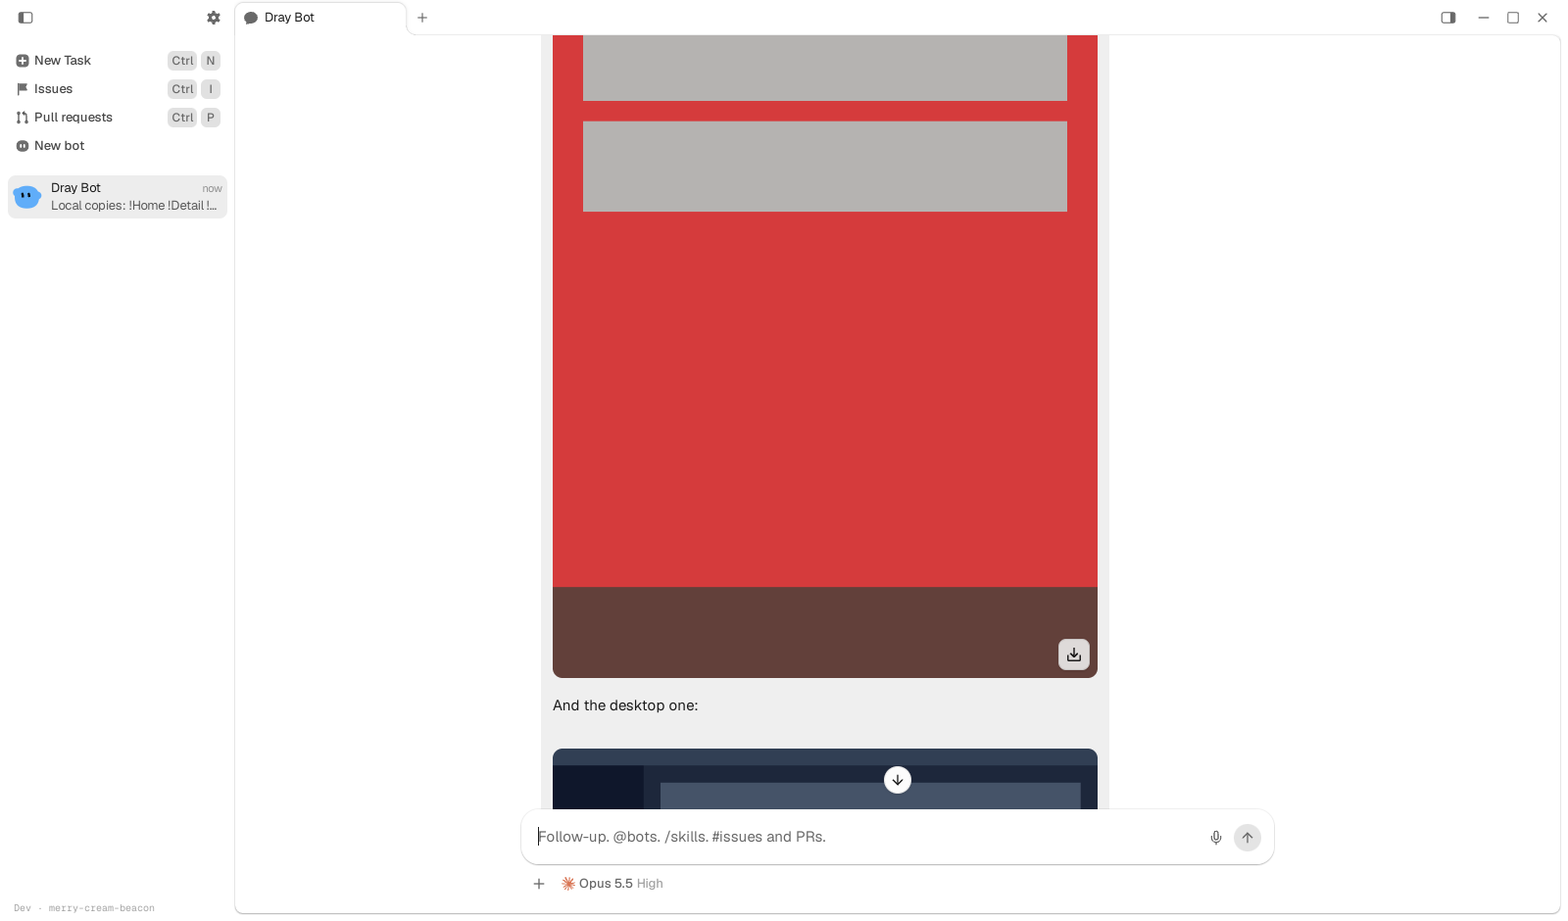 Dray Bot
New Task Ctrl N
Issues Ctrl I
Pull requests Ctrl P
New bot
Dray Bot now
Local copies: !Home !Detail !…
And the desktop one:
Follow-up. @bots. /skills. #issues and PRs.
Opus 5.5 High
Dev - merry-cream-beacon